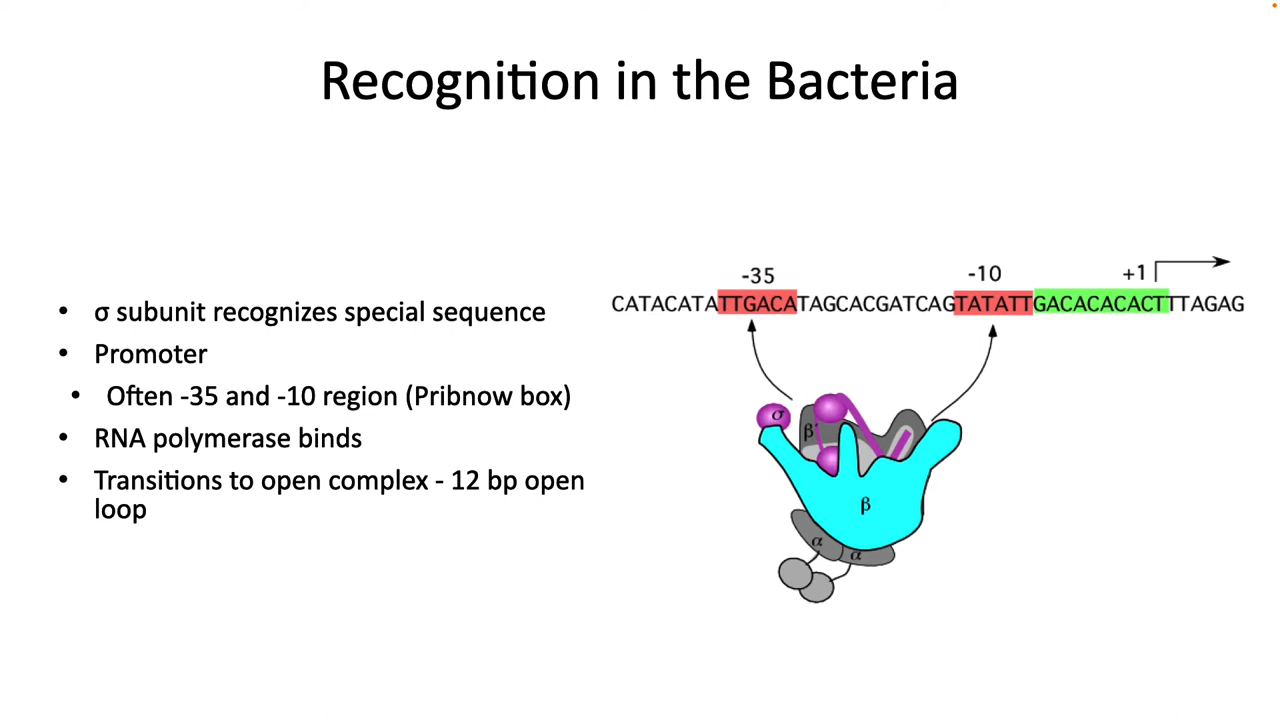 Recognition in the Bacteria
• σ subunit recognizes special sequence
• Promoter
• Often -35 and -10 region (Pribnow box)
• RNA polymerase binds
• Transitions to open complex - 12 bp open
loop
-35 -10 +1
CATACATATTGACATAGCACGATCAGTATATTGACACACACTTTAGAG
σ
β'
β
α α